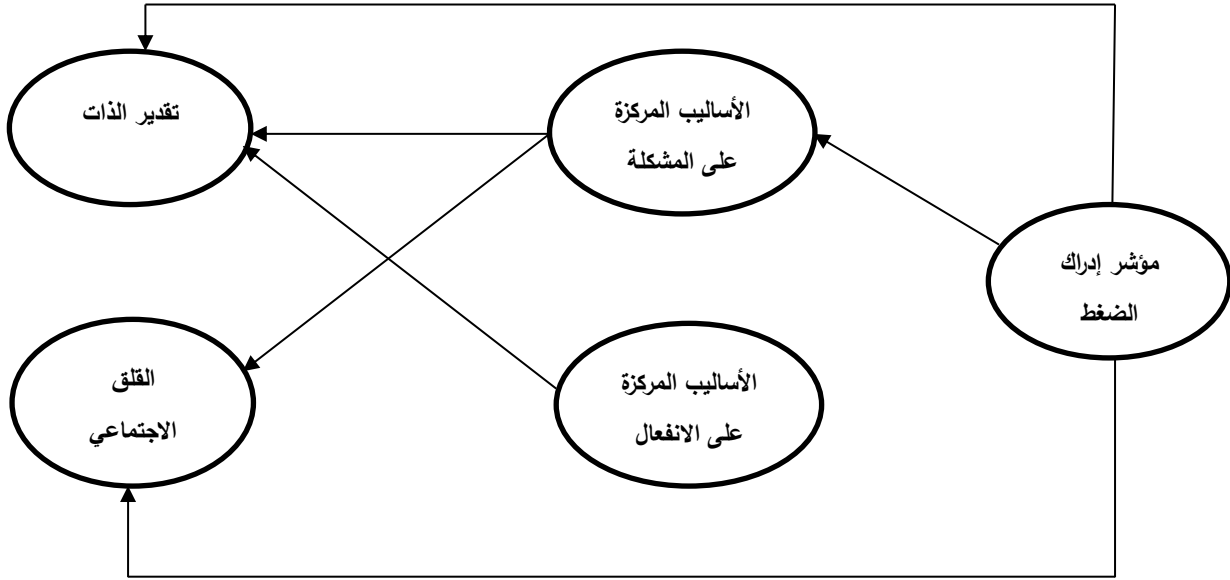 تقدير الذات
الأساليب المركزة
على المشكلة
مؤشر إدراك
الضغط
القلق
الاجتماعي
الأساليب المركزة
على الانفعال